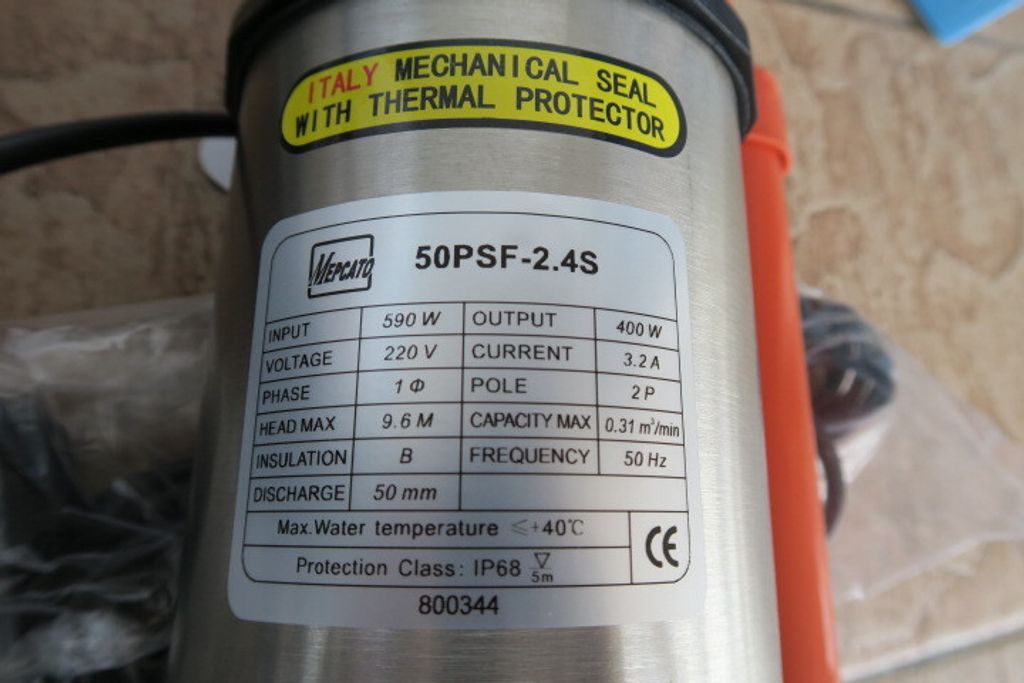 ITALY MECHANICAL SEAL
WITH THERMAL PROTECTOR
MEPCATO 50PSF-2.4S
INPUT 590 W OUTPUT 400 W
VOLTAGE 220 V CURRENT 3.2 A
PHASE 1 Φ POLE 2 P
HEAD MAX 9.6 M CAPACITY MAX 0.31 m³/min
INSULATION B FREQUENCY 50 Hz
DISCHARGE 50 mm
Max. Water temperature ≤+40℃
Protection Class: IP68 ▽ 5m
CE
800344